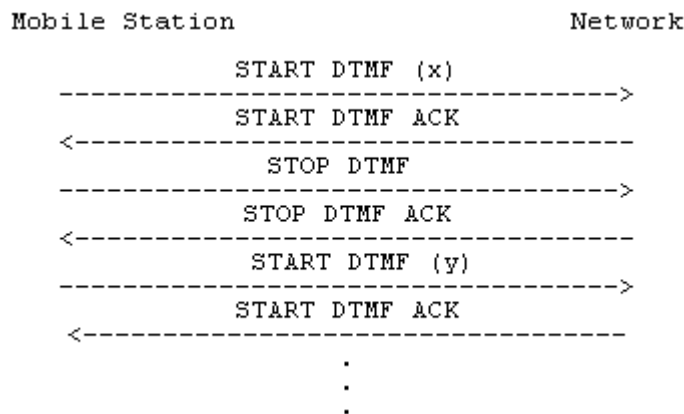 Mobile Station Network
START DTMF (x)
----------------------------------->
START DTMF ACK
<-----------------------------------
STOP DTMF
----------------------------------->
STOP DTMF ACK
<-----------------------------------
START DTMF (y)
----------------------------------->
START DTMF ACK
<-----------------------------------
.
.
.